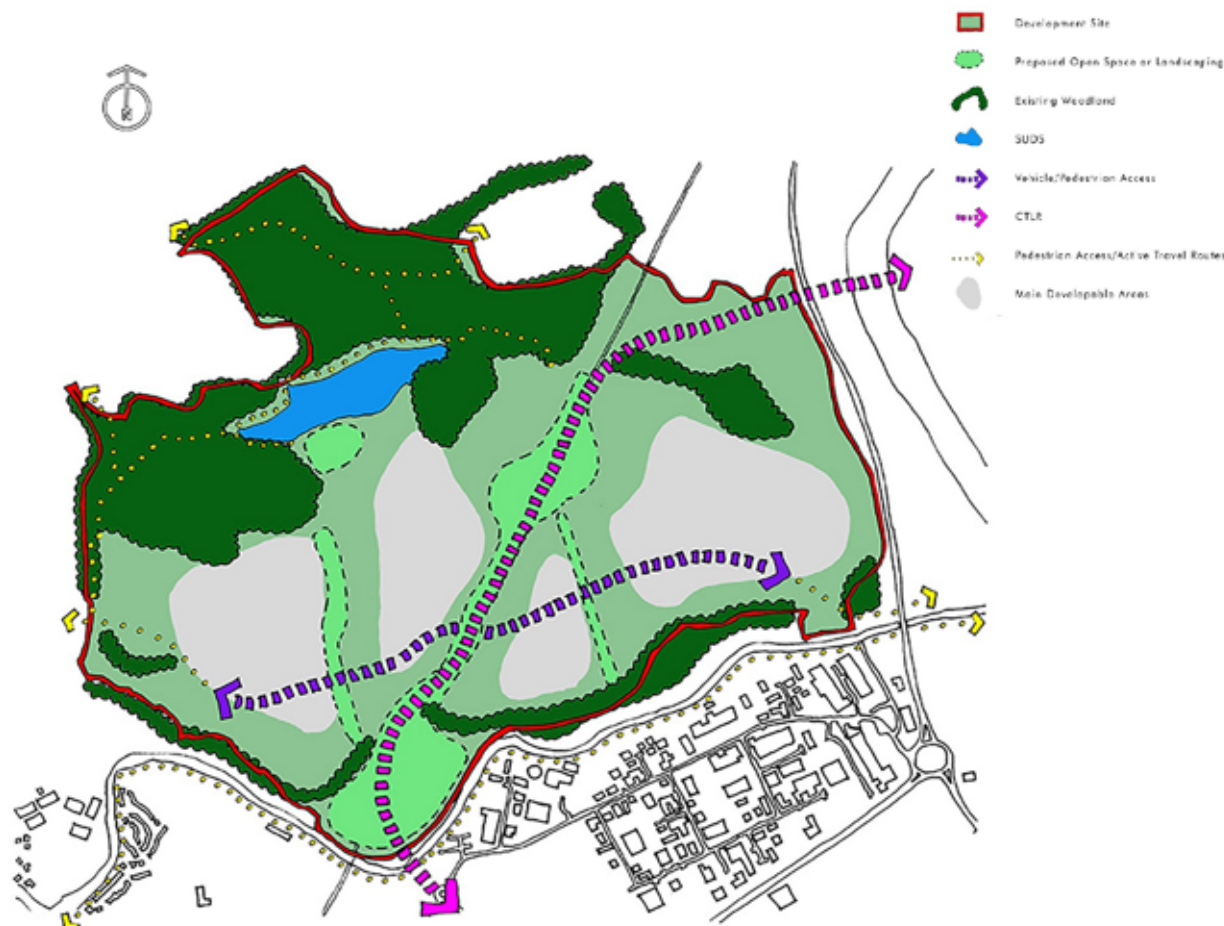 Development Site
Proposed Open Space or Landscaping
Existing Woodland
SUDS
Vehicle/Pedestrian Access
CTLR
Pedestrian Access/Active Travel Routes
Main Developable Areas
N